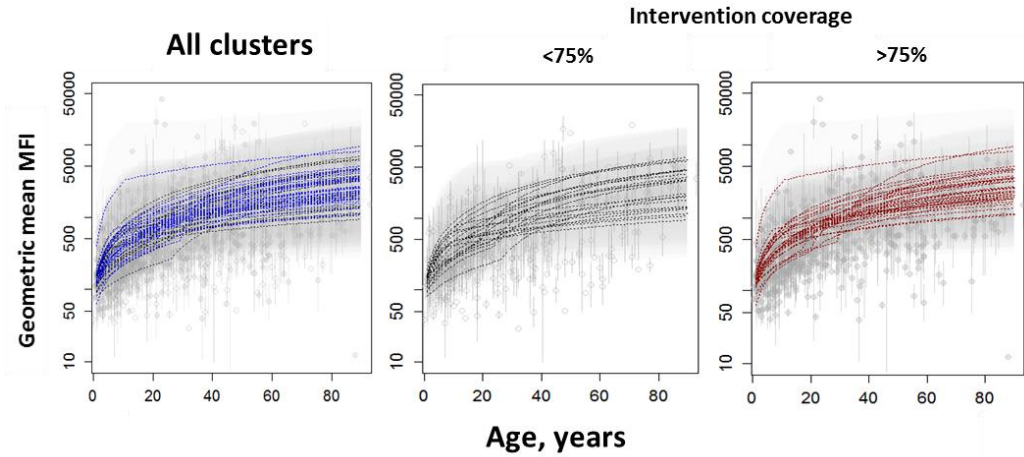 Intervention coverage
All clusters
<75%
>75%
Geometric mean MFI
50000
5000
500
50
10
0 20 40 60 80
50000
5000
500
50
10
0 20 40 60 80
50000
5000
500
50
10
0 20 40 60 80
Age, years